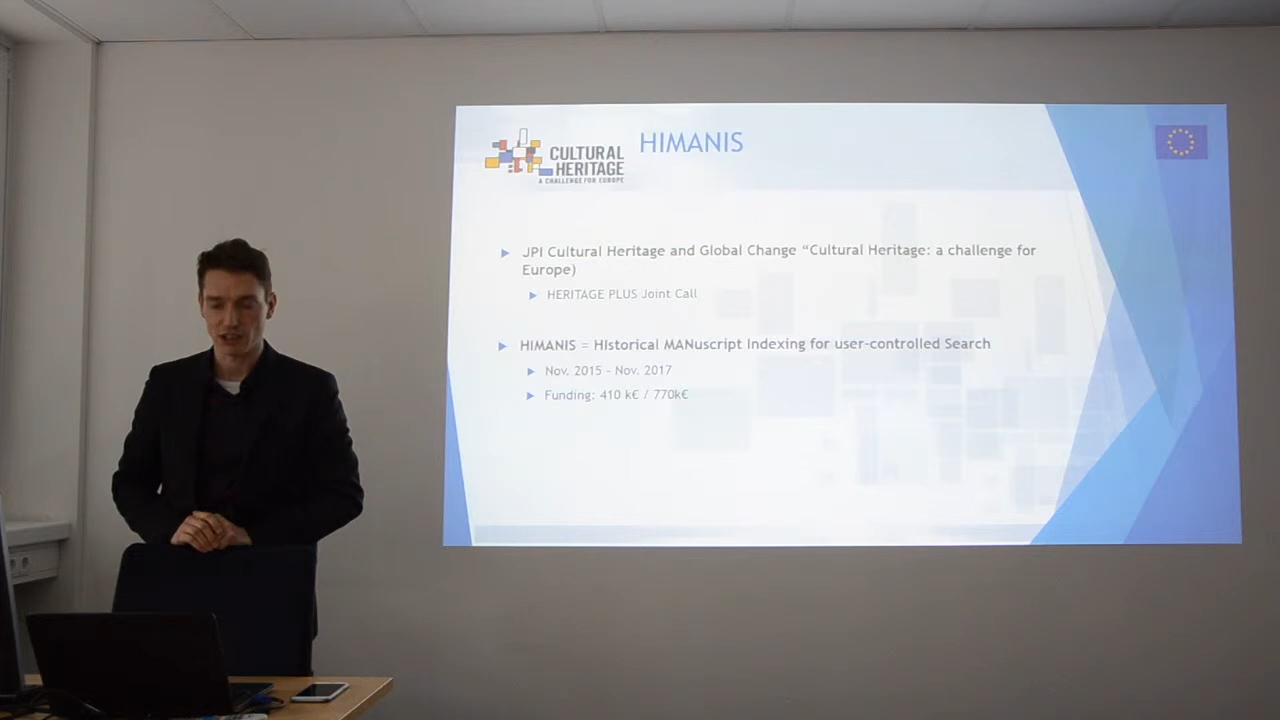 CULTURAL
HERITAGE
A CHALLENGE FOR EUROPE
HIMANIS
JPI Cultural Heritage and Global Change “Cultural Heritage: a challenge for
Europe)
HERITAGE PLUS Joint Call
HIMANIS = HIstorical MANuscript Indexing for user-controlled Search
Nov. 2015 – Nov. 2017
Funding: 410 k€ / 770k€